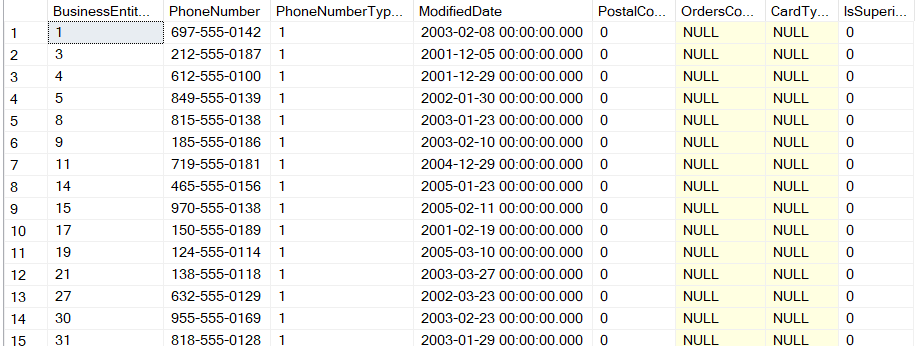 BusinessEntit... PhoneNumber PhoneNumberTyp... ModifiedDate PostalCo... OrdersCo... CardTy... IsSuperi...
1 1 697-555-0142 1 2003-02-08 00:00:00.000 0 NULL NULL 0
2 3 212-555-0187 1 2001-12-05 00:00:00.000 0 NULL NULL 0
3 4 612-555-0100 1 2001-12-29 00:00:00.000 0 NULL NULL 0
4 5 849-555-0139 1 2002-01-30 00:00:00.000 0 NULL NULL 0
5 8 815-555-0138 1 2003-01-23 00:00:00.000 0 NULL NULL 0
6 9 185-555-0186 1 2003-02-10 00:00:00.000 0 NULL NULL 0
7 11 719-555-0181 1 2004-12-29 00:00:00.000 0 NULL NULL 0
8 14 465-555-0156 1 2005-01-23 00:00:00.000 0 NULL NULL 0
9 15 970-555-0138 1 2005-02-11 00:00:00.000 0 NULL NULL 0
10 17 150-555-0189 1 2001-02-19 00:00:00.000 0 NULL NULL 0
11 19 124-555-0114 1 2005-03-10 00:00:00.000 0 NULL NULL 0
12 21 138-555-0118 1 2003-03-27 00:00:00.000 0 NULL NULL 0
13 27 632-555-0129 1 2002-03-23 00:00:00.000 0 NULL NULL 0
14 30 955-555-0169 1 2003-02-23 00:00:00.000 0 NULL NULL 0
15 31 818-555-0128 1 2003-01-29 00:00:00.000 0 NULL NULL 0